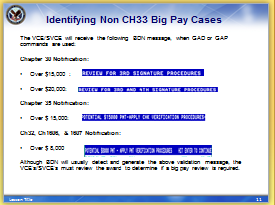 Identifying Non CH33 Big Pay Cases
The VCE/SVCE will receive the following BDN message, when GAD or GAP
commands are used:
Chapter 30 Notification:
• Over $15,000 : REVIEW FOR 3RD SIGNATURE PROCEDURES
• Over $20,000: REVIEW FOR 3RD AND 4TH SIGNATURE PROCEDURES
Chapter 35 Notification:
• Over $ 15,000: POTENTIAL $15000 PMT-APPLY CHK VERIFICATION PROCEDURES
Ch32, Ch1606, & 1607 Notification:
• Over $ 8,000 POTENTIAL $8000 PMT - APPLY PMT VERIFICATION PROCEDURES HIT ENTER TO CONTINUE
Although BDN will usually detect and generate the above validation message, the
VCE's/SVCE's must review the award to determine if a big pay review is required.
Lesson Title
11